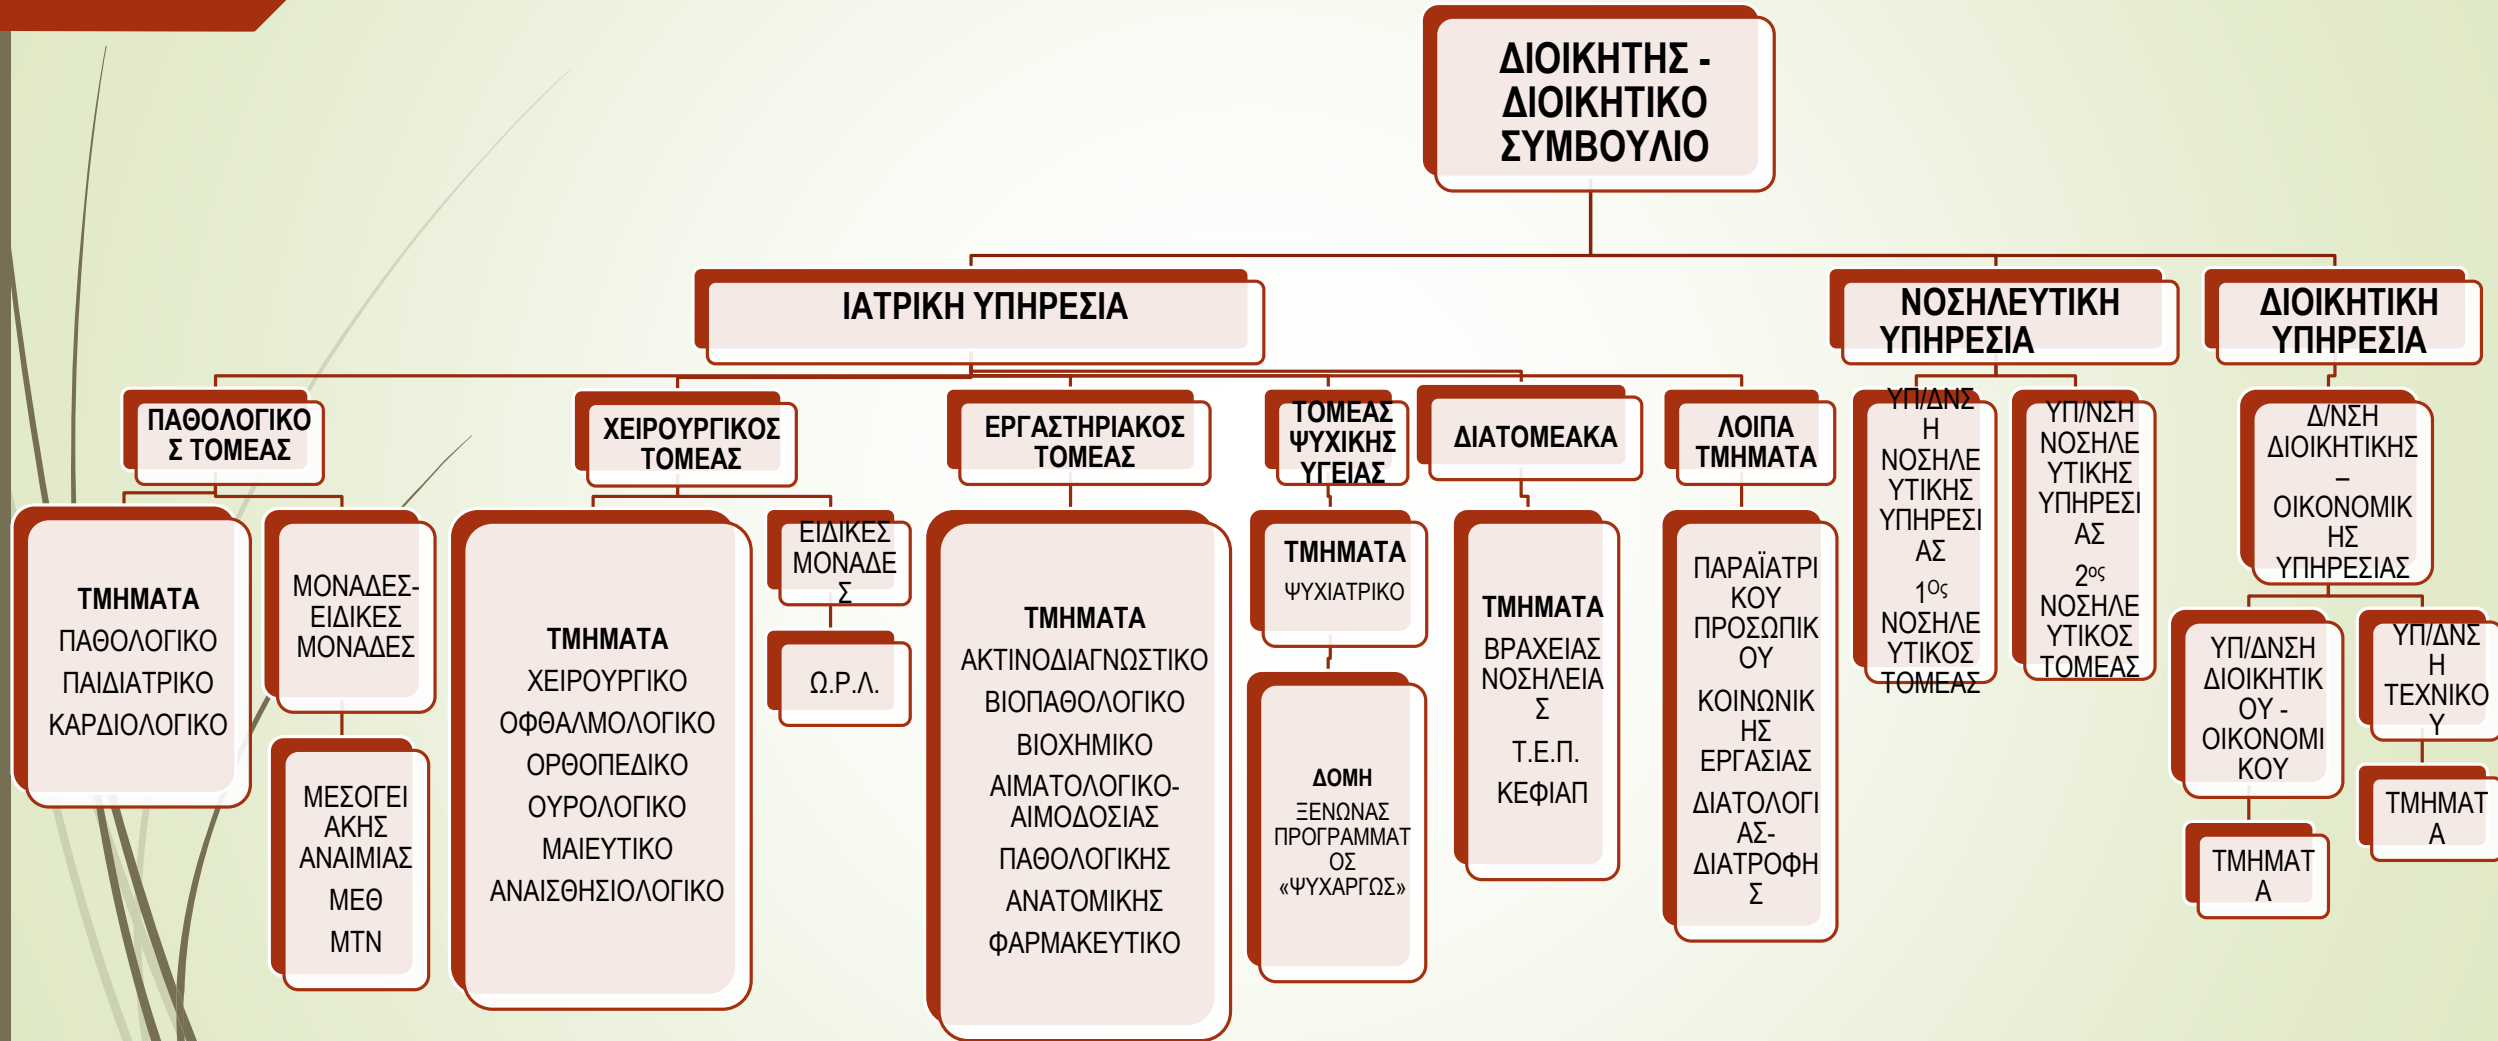 ΔΙΟΙΚΗΤΗΣ -
ΔΙΟΙΚΗΤΙΚΟ
ΣΥΜΒΟΥΛΙΟ
ΙΑΤΡΙΚΗ ΥΠΗΡΕΣΙΑ
ΝΟΣΗΛΕΥΤΙΚΗ
ΥΠΗΡΕΣΙΑ
ΔΙΟΙΚΗΤΙΚΗ
ΥΠΗΡΕΣΙΑ
ΠΑΘΟΛΟΓΙΚΟ
Σ ΤΟΜΕΑΣ
ΧΕΙΡΟΥΡΓΙΚΟΣ
ΤΟΜΕΑΣ
ΕΡΓΑΣΤΗΡΙΑΚΟΣ
ΤΟΜΕΑΣ
ΤΟΜΕΑΣ
ΨΥΧΙΚΗΣ
ΥΓΕΙΑΣ
ΔΙΑΤΟΜΕΑΚΑ
ΛΟΙΠΑ
ΤΜΗΜΑΤΑ
ΥΠ/ΔΝΣ
Η
ΝΟΣΗΛΕ
ΥΤΙΚΗΣ
ΥΠΗΡΕΣΙ
ΑΣ
1Ος
ΝΟΣΗΛΕ
ΥΤΙΚΟΣ
ΤΟΜΕΑΣ
ΥΠ/ΝΣΗ
ΝΟΣΗΛΕ
ΥΤΙΚΗΣ
ΥΠΗΡΕΣΙ
ΑΣ
2ος
ΝΟΣΗΛΕ
ΥΤΙΚΟΣ
ΤΟΜΕΑΣ
Δ/ΝΣΗ
ΔΙΟΙΚΗΤΙΚΗΣ
–
ΟΙΚΟΝΟΜΙΚ
ΗΣ
ΥΠΗΡΕΣΙΑΣ
ΤΜΗΜΑΤΑ
ΠΑΘΟΛΟΓΙΚΟ
ΠΑΙΔΙΑΤΡΙΚΟ
ΚΑΡΔΙΟΛΟΓΙΚΟ
ΜΟΝΑΔΕΣ-
ΕΙΔΙΚΕΣ
ΜΟΝΑΔΕΣ
ΜΕΣΟΓΕΙ
ΑΚΗΣ
ΑΝΑΙΜΙΑΣ
ΜΕΘ
ΜΤΝ
ΤΜΗΜΑΤΑ
ΧΕΙΡΟΥΡΓΙΚΟ
ΟΦΘΑΛΜΟΛΟΓΙΚΟ
ΟΡΘΟΠΕΔΙΚΟ
ΟΥΡΟΛΟΓΙΚΟ
ΜΑΙΕΥΤΙΚΟ
ΑΝΑΙΣΘΗΣΙΟΛΟΓΙΚΟ
ΕΙΔΙΚΕΣ
ΜΟΝΑΔΕ
Σ
Ω.Ρ.Λ.
ΤΜΗΜΑΤΑ
ΑΚΤΙΝΟΔΙΑΓΝΩΣΤΙΚΟ
ΒΙΟΠΑΘΟΛΟΓΙΚΟ
ΒΙΟΧΗΜΙΚΟ
ΑΙΜΑΤΟΛΟΓΙΚΟ-
ΑΙΜΟΔΟΣΙΑΣ
ΠΑΘΟΛΟΓΙΚΗΣ
ΑΝΑΤΟΜΙΚΗΣ
ΦΑΡΜΑΚΕΥΤΙΚΟ
ΤΜΗΜΑΤΑ
ΨΥΧΙΑΤΡΙΚΟ
ΔΟΜΗ
ΞΕΝΩΝΑΣ
ΠΡΟΓΡΑΜΜΑΤ
ΟΣ
«ΨΥΧΑΡΓΩΣ»
ΤΜΗΜΑΤΑ
ΒΡΑΧΕΙΑΣ
ΝΟΣΗΛΕΙΑ
Σ
Τ.Ε.Π.
ΚΕΦΙΑΠ
ΠΑΡΑΪΑΤΡΙ
ΚΟΥ
ΠΡΟΣΩΠΙΚ
ΟΥ
ΚΟΙΝΩΝΙΚ
ΗΣ
ΕΡΓΑΣΙΑΣ
ΔΙΑΤΟΛΟΓΙ
ΑΣ-
ΔΙΑΤΡΟΦΗ
Σ
ΥΠ/ΔΝΣΗ
ΔΙΟΙΚΗΤΙΚ
ΟΥ -
ΟΙΚΟΝΟΜΙ
ΚΟΥ
ΤΜΗΜΑΤ
Α
ΥΠ/ΔΝΣ
Η
ΤΕΧΝΙΚΟ
Υ
ΤΜΗΜΑΤ
Α